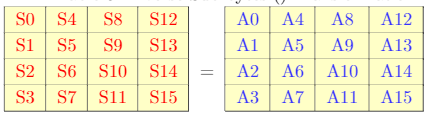 S0 S4 S8 S12 A0 A4 A8 A12
S1 S5 S9 S13 A1 A5 A9 A13
S2 S6 S10 S14 = A2 A6 A10 A14
S3 S7 S11 S15 A3 A7 A11 A15